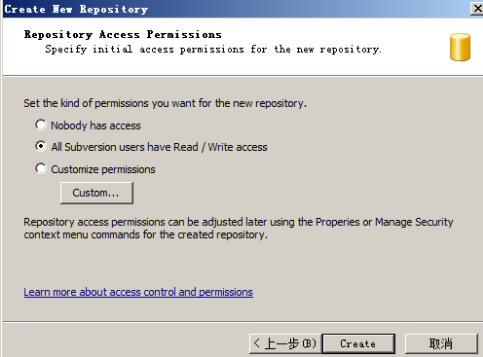 Create New Repository
Repository Access Permissions
Specify initial access permissions for the new repository.
Set the kind of permissions you want for the new repository.
Nobody has access
All Subversion users have Read / Write access
Customize permissions
Custom...
Repository access permissions can be adjusted later using the Properies or Manage Security
context menu commands for the created repository.
Learn more about access control and permissions
< 上一步(B) Create 取消